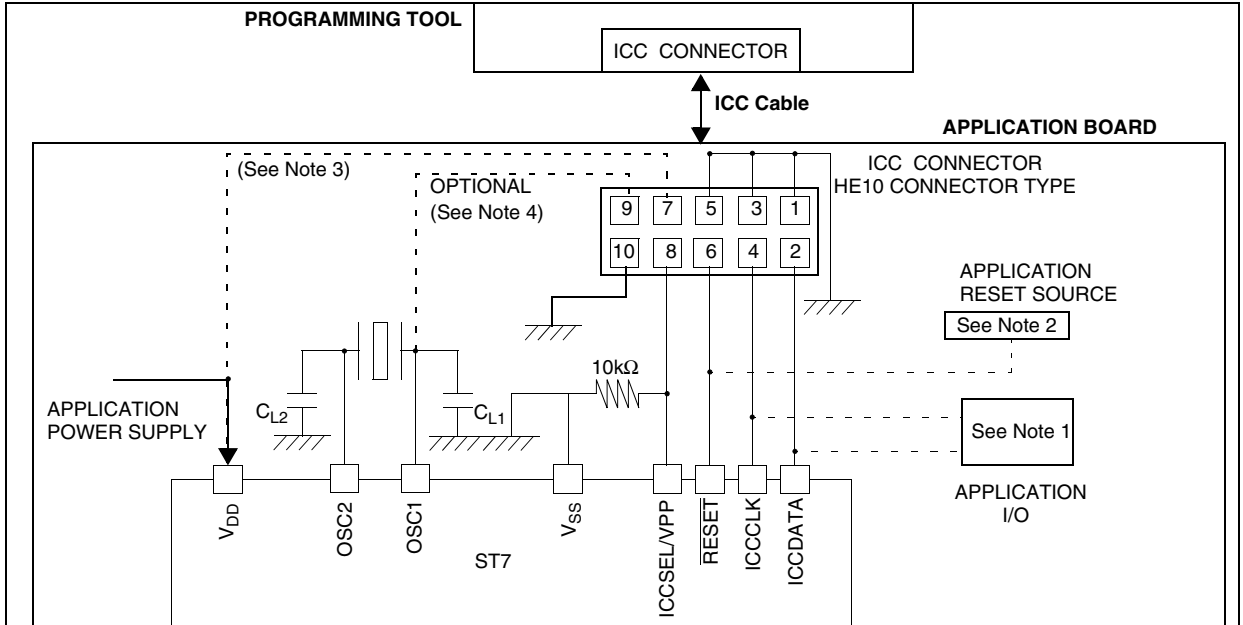 PROGRAMMING TOOL
ICC CONNECTOR
ICC Cable
APPLICATION BOARD
(See Note 3)
OPTIONAL
(See Note 4)
ICC CONNECTOR
HE10 CONNECTOR TYPE
9 7 5 3 1
10 8 6 4 2
APPLICATION
RESET SOURCE
See Note 2
10kΩ
APPLICATION
POWER SUPPLY
CL2
CL1
See Note 1
APPLICATION
I/O
VDD
OSC2
OSC1
VSS
ICCSEL/VPP
RESET
ICCCLK
ICCDATA
ST7